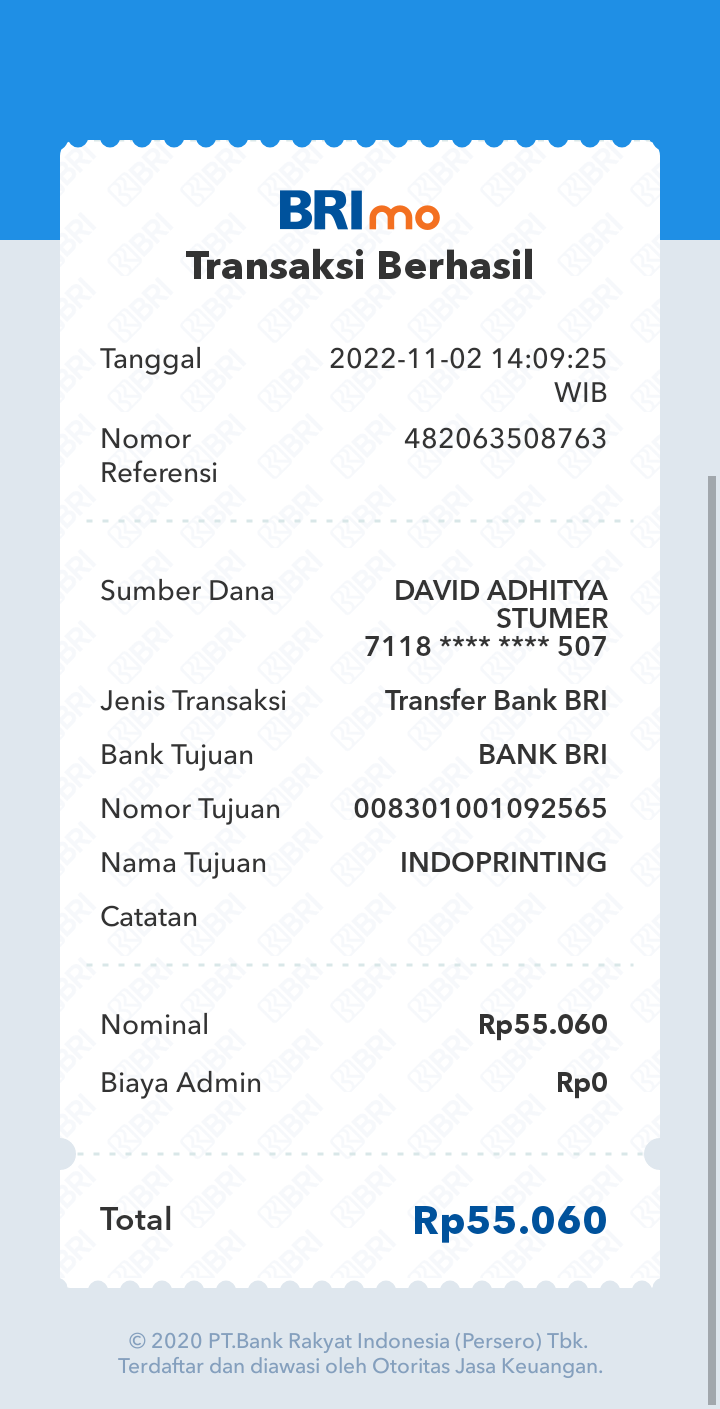 BRImo
Transaksi Berhasil
Tanggal 2022-11-02 14:09:25
WIB
Nomor 482063508763
Referensi
Sumber Dana DAVID ADHITYA
STUMER
7118 **** **** 507
Jenis Transaksi Transfer Bank BRI
Bank Tujuan BANK BRI
Nomor Tujuan 008301001092565
Nama Tujuan INDOPRINTING
Catatan
Nominal Rp55.060
Biaya Admin Rp0
Total Rp55.060
© 2020 PT.Bank Rakyat Indonesia (Persero) Tbk.
Terdaftar dan diawasi oleh Otoritas Jasa Keuangan.